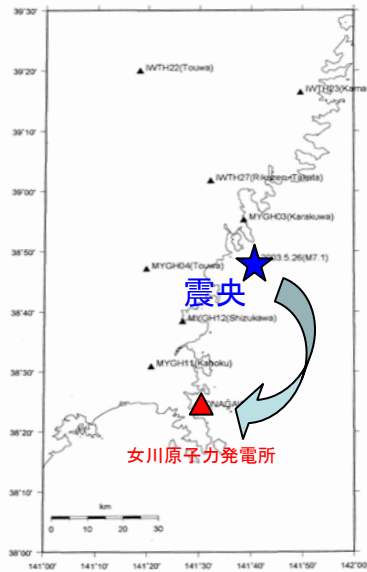 39°30'
39°20'
39°10'
39°00'
38°50'
38°40'
38°30'
38°20'
38°10'
38°00'
IWTH22(Touwa)
IWTH23(Kama
IWTH27(Rikuzen-Takata)
MYGH03(Karakuwa)
2003.5.26(M7.1)
MYGH04(Touwa)
震央
MYGH12(Shizukawa)
MYGH11(Kahoku)
ONAGAW
女川原子力発電所
km
0 10 20 30
141°00' 141°10' 141°20' 141°30' 141°40' 141°50' 142°00'